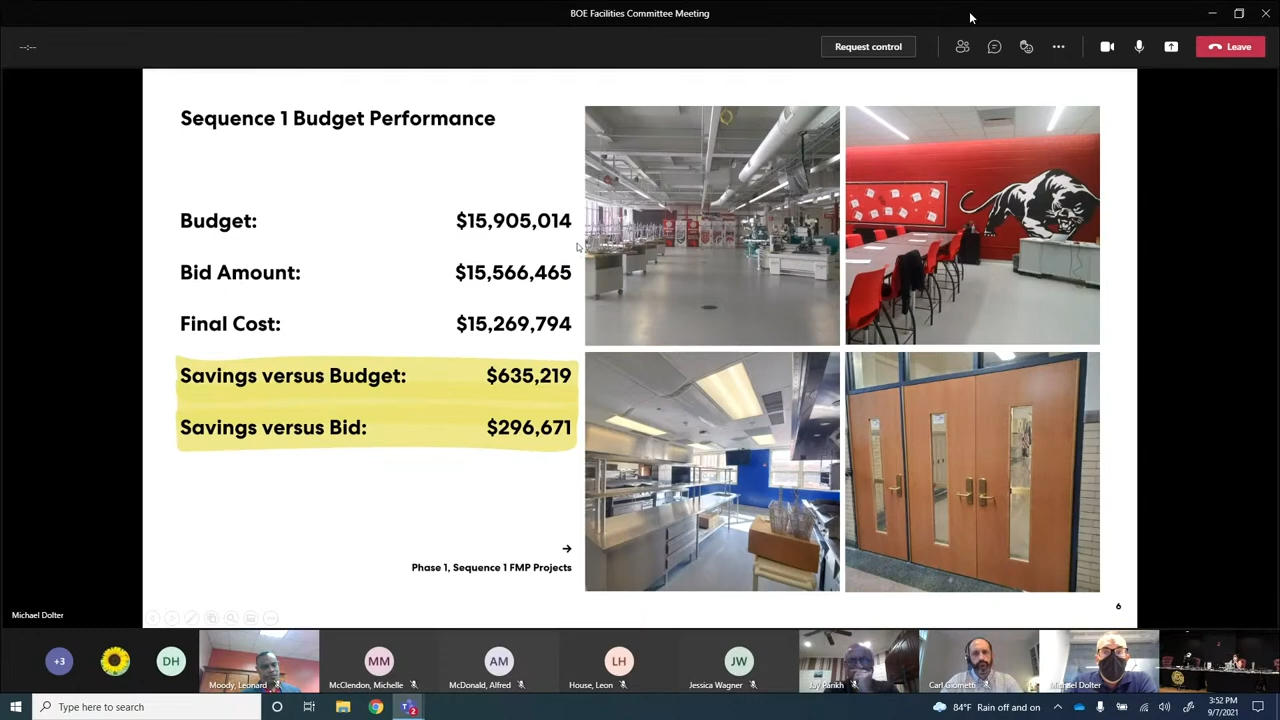 BOE Facilities Committee Meeting
--:--
Request control
Leave
Sequence 1 Budget Performance
Budget: $15,905,014
Bid Amount: $15,566,465
Final Cost: $15,269,794
Savings versus Budget: $635,219
Savings versus Bid: $296,671
→
Phase 1, Sequence 1 FMP Projects
6
Michael Dolter
+3
DH
MM
AM
LH
JW
Moody, Leonard
McClendon, Michelle
McDonald, Alfred
House, Leon
Jessica Wagner
Jay Parikh
Carl Giometti
Michael Dolter
Type here to search
84°F Rain off and on
3:52 PM
9/7/2021